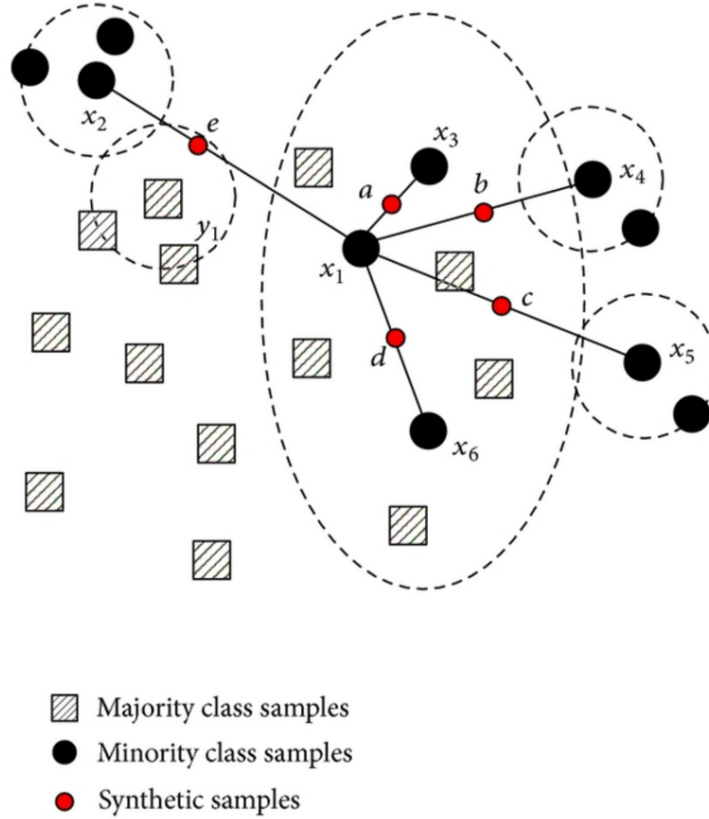 x2
e
x3
x4
a
b
y1
x1
c
x5
d
x6
Majority class samples
Minority class samples
Synthetic samples